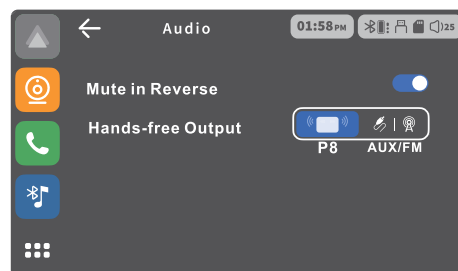 Audio
01:58PM
25
Mute in Reverse
Hands-free Output
P8
AUX/FM